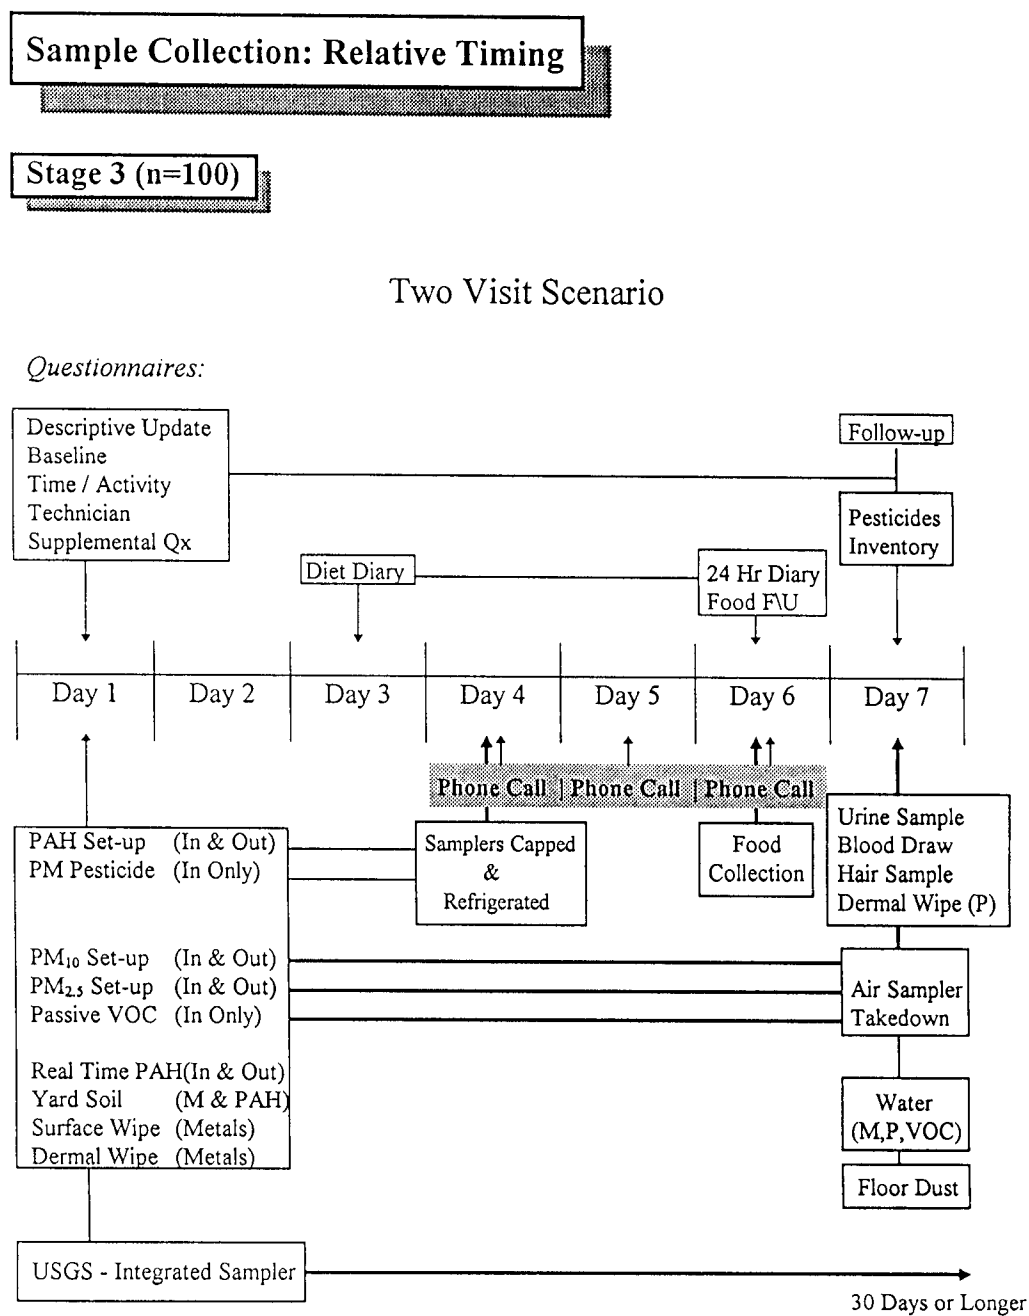 Sample Collection: Relative Timing
Stage 3 (n=100)
Two Visit Scenario
Questionnaires:
Descriptive Update
Baseline
Time / Activity
Technician
Supplemental Qx
Follow-up
Pesticides
Inventory
Diet Diary
24 Hr Diary
Food F\U
Day 1
Day 2
Day 3
Day 4
Day 5
Day 6
Day 7
Phone Call | Phone Call | Phone Call
PAH Set-up (In & Out)
PM Pesticide (In Only)
PM10 Set-up (In & Out)
PM2.5 Set-up (In & Out)
Passive VOC (In Only)
Real Time PAH(In & Out)
Yard Soil (M & PAH)
Surface Wipe (Metals)
Dermal Wipe (Metals)
Samplers Capped
&
Refrigerated
Food
Collection
Urine Sample
Blood Draw
Hair Sample
Dermal Wipe (P)
Air Sampler
Takedown
Water
(M,P,VOC)
Floor Dust
USGS - Integrated Sampler
30 Days or Longer